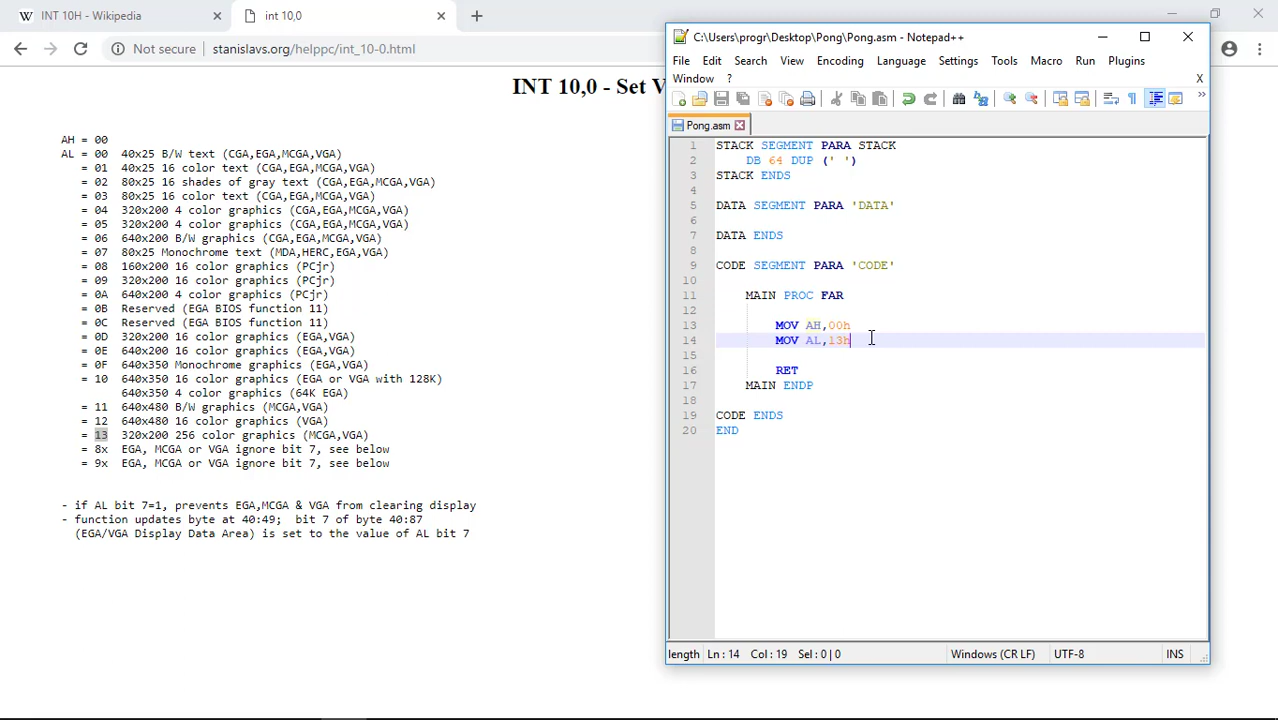 INT 10H - Wikipedia
int 10,0
Not secure
stanislavs.org/helppc/int_10-0.html
INT 10,0 - Set V
AH = 00
AL = 00 40x25 B/W text (CGA,EGA,MCGA,VGA)
= 01 40x25 16 color text (CGA,EGA,MCGA,VGA)
= 02 80x25 16 shades of gray text (CGA,EGA,MCGA,VGA)
= 03 80x25 16 color text (CGA,EGA,MCGA,VGA)
= 04 320x200 4 color graphics (CGA,EGA,MCGA,VGA)
= 05 320x200 4 color graphics (CGA,EGA,MCGA,VGA)
= 06 640x200 B/W graphics (CGA,EGA,MCGA,VGA)
= 07 80x25 Monochrome text (MDA,HERC,EGA,VGA)
= 08 160x200 16 color graphics (PCjr)
= 09 320x200 16 color graphics (PCjr)
= 0A 640x200 4 color graphics (PCjr)
= 0B Reserved (EGA BIOS function 11)
= 0C Reserved (EGA BIOS function 11)
= 0D 320x200 16 color graphics (EGA,VGA)
= 0E 640x200 16 color graphics (EGA,VGA)
= 0F 640x350 Monochrome graphics (EGA,VGA)
= 10 640x350 16 color graphics (EGA or VGA with 128K)
640x350 4 color graphics (64K EGA)
= 11 640x480 B/W graphics (MCGA,VGA)
= 12 640x480 16 color graphics (VGA)
= 13 320x200 256 color graphics (MCGA,VGA)
= 8x EGA, MCGA or VGA ignore bit 7, see below
= 9x EGA, MCGA or VGA ignore bit 7, see below
- if AL bit 7=1, prevents EGA,MCGA & VGA from clearing display
- function updates byte at 40:49; bit 7 of byte 40:87
(EGA/VGA Display Data Area) is set to the value of AL bit 7
C:\Users\progr\Desktop\Pong\Pong.asm - Notepad++
File Edit Search View Encoding Language Settings Tools Macro Run Plugins
Window ? X
Pong.asm
1 STACK SEGMENT PARA STACK
2 DB 64 DUP (' ')
3 STACK ENDS
4
5 DATA SEGMENT PARA 'DATA'
6
7 DATA ENDS
8
9 CODE SEGMENT PARA 'CODE'
10
11 MAIN PROC FAR
12
13 MOV AH,00h
14 MOV AL,13h
15
16 RET
17 MAIN ENDP
18
19 CODE ENDS
20 END
length Ln : 14 Col : 19 Sel : 0 | 0 Windows (CR LF) UTF-8 INS